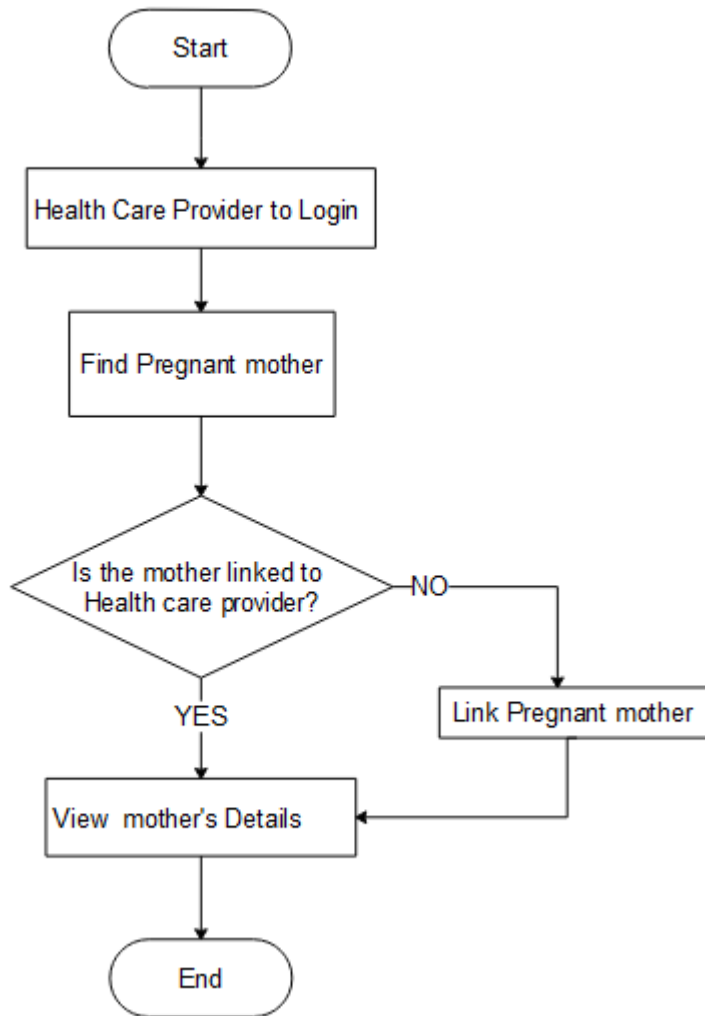 Start
Health Care Provider to Login
Find Pregnant mother
Is the mother linked to
Health care provider?
NO
YES
Link Pregnant mother
View mother's Details
End